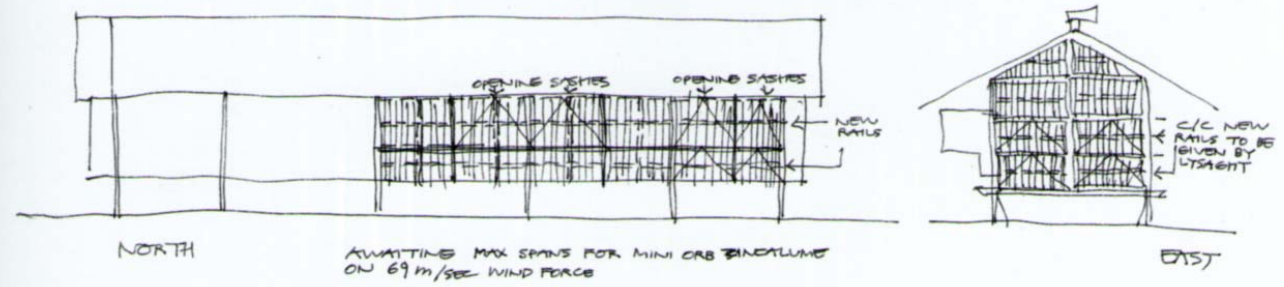 OPENING SASHES
OPENING SASHES
NEW
RAILS
C/C NEW
RAILS TO BE
GIVEN BY
LYSAGHT
NORTH
AWAITING MAX SPANS FOR MINI ORB ZINCALUME
ON 69 m/SEC WIND FORCE
EAST